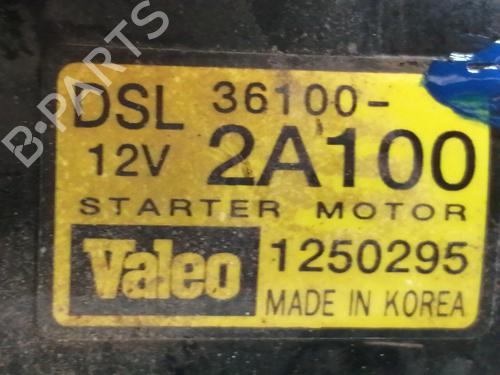 DSL 36100-
12V 2A100
STARTER MOTOR
Valeo 1250295
MADE IN KOREA
B-PARTS